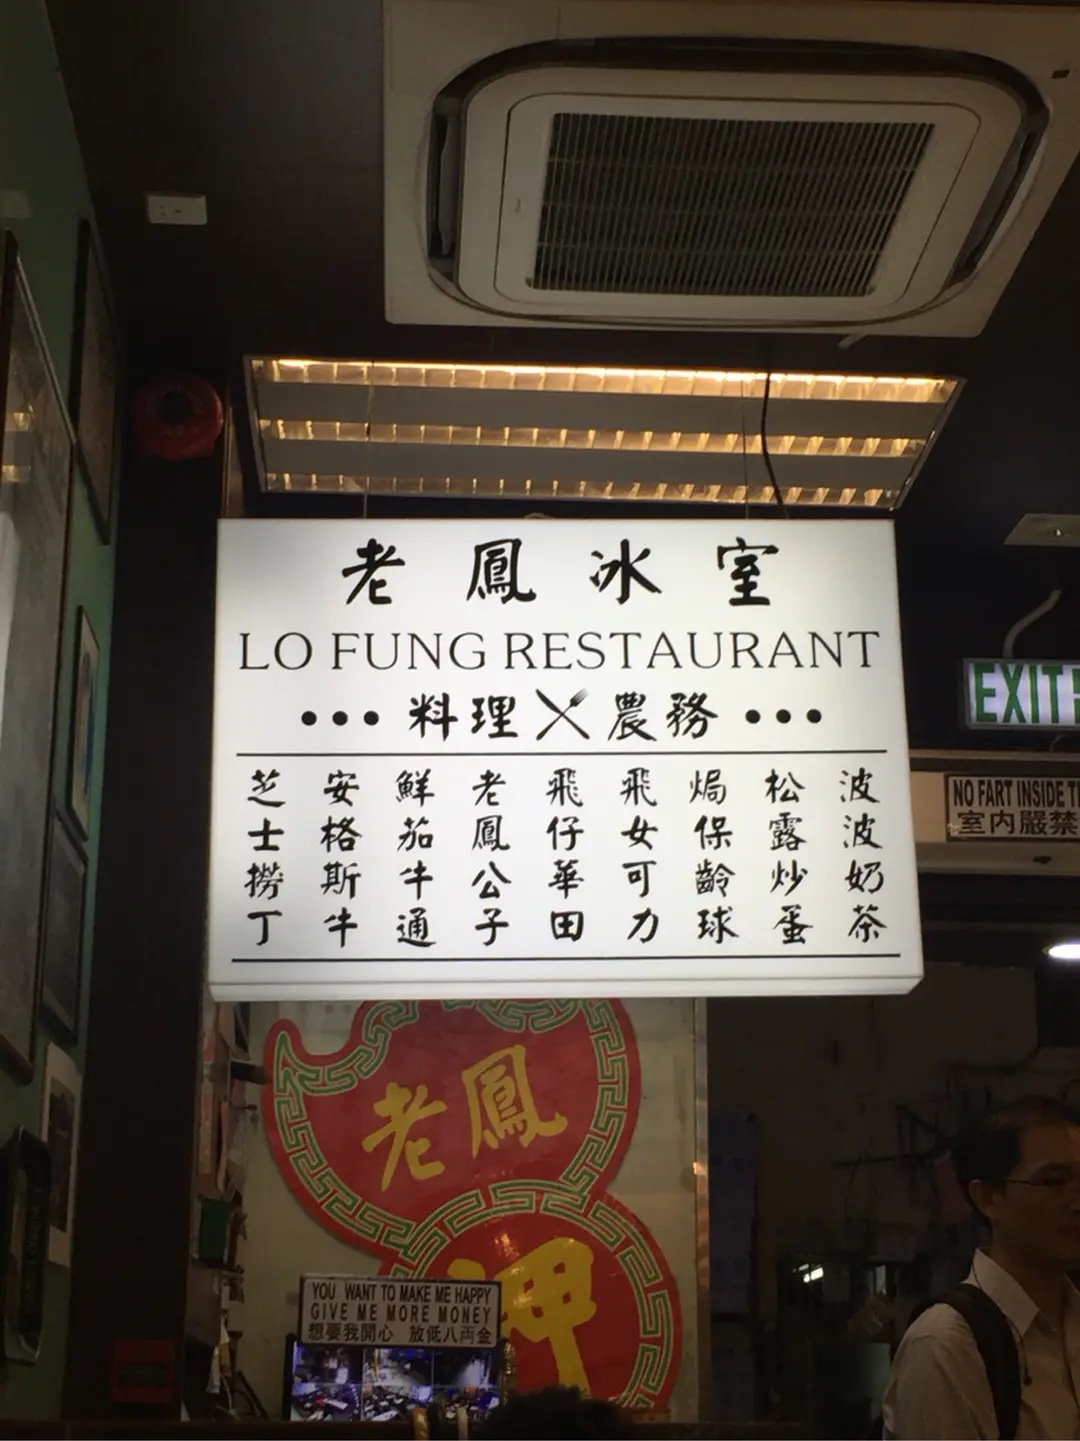 老鳳冰室
LO FUNG RESTAURANT
••• 料理 農務 •••
芝士撈丁
安格斯牛
鮮茄牛通
老鳳公子
飛仔華田
飛女可力
焗保齡球
松露炒蛋
波波奶茶
EXIT
NO FART INSIDE
室內嚴禁
老鳳
押
YOU WANT TO MAKE ME HAPPY
GIVE ME MORE MONEY
想要我開心 放低八両金